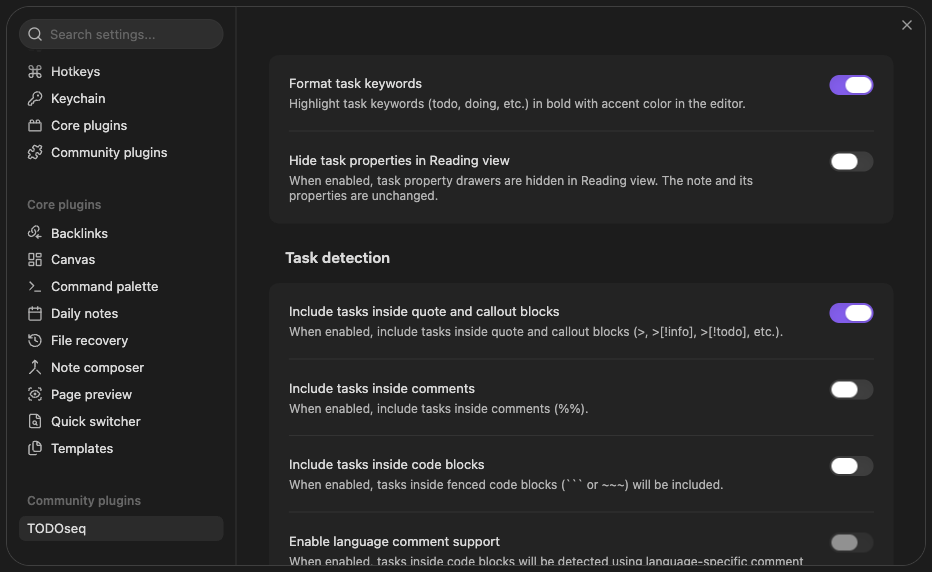 Search settings...
Hotkeys
Keychain
Core plugins
Community plugins
Core plugins
Backlinks
Canvas
Command palette
Daily notes
File recovery
Note composer
Page preview
Quick switcher
Templates
Community plugins
TODOseq
Format task keywords
Highlight task keywords (todo, doing, etc.) in bold with accent color in the editor.
Hide task properties in Reading view
When enabled, task property drawers are hidden in Reading view. The note and its
properties are unchanged.
Task detection
Include tasks inside quote and callout blocks
When enabled, include tasks inside quote and callout blocks (>, >[!info], >[!todo], etc.).
Include tasks inside comments
When enabled, include tasks inside comments (%%).
Include tasks inside code blocks
When enabled, tasks inside fenced code blocks (``` or ~~~) will be included.
Enable language comment support
When enabled, tasks inside code blocks will be detected using language-specific comment